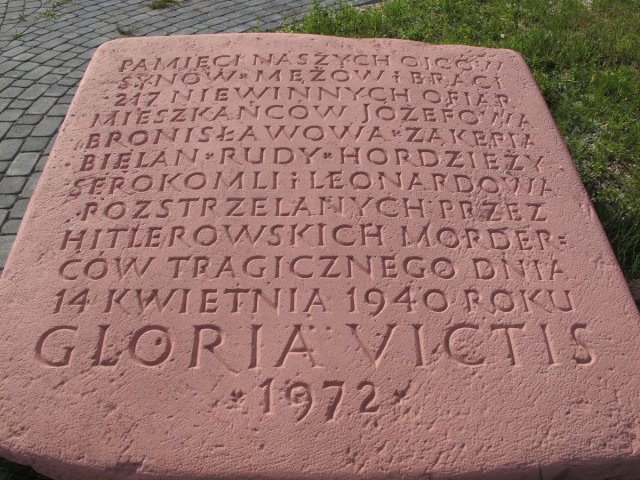 PAMIĘCI NASZYCH OJCÓW
SYNÓW * MĘŻÓW i BRACI
217 NIEWINNYCH OFIAR
MIESZKAŃCÓW JÓZEFOWA
BRONISŁAWOWA * ZAKĘPIA
BIELAN * RUDY * HORDZIEŻY
SEROKOMLI i LEONARDOWA
ROZSTRZELANYCH PRZEZ
HITLEROWSKICH MORDER=
CÓW TRAGICZNEGO DNIA
14 KWIETNIA 1940 ROKU
GLORIA VICTIS
* 1972 *